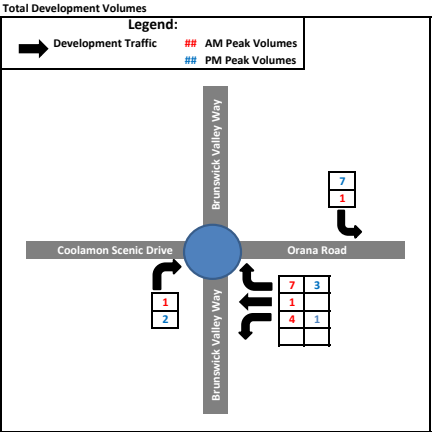 Total Development Volumes
Legend:
Development Traffic ## AM Peak Volumes
## PM Peak Volumes
Brunswick Valley Way
7
1
Coolamon Scenic Drive
Orana Road
7 3
1
4 1
1
2
Brunswick Valley Way